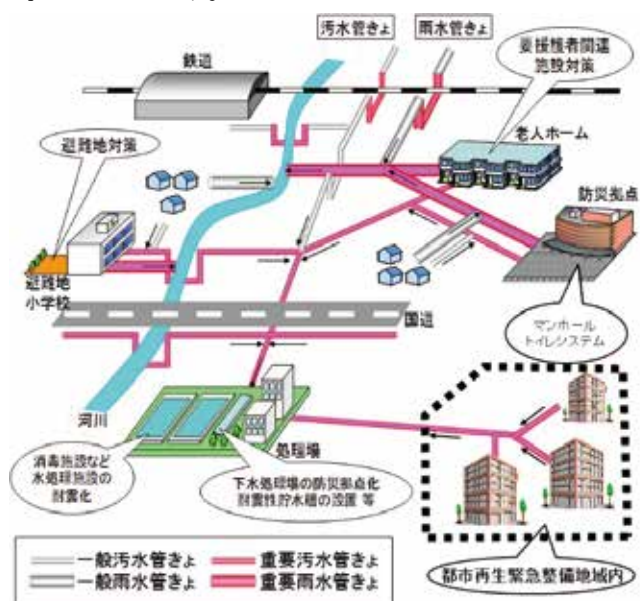 汚水管きょ
雨水管きょ
要援護者関連
施設対策
鉄道
老人ホーム
避難地対策
防災拠点
避難地
小学校
国道
マンホール
トイレシステム
河川
処理場
消毒施設など
水処理施設の
耐震化
下水処理場の防災拠点化
耐震性貯水槽の設置 等
都市再生緊急整備地域内
一般汚水管きょ
重要汚水管きょ
一般雨水管きょ
重要雨水管きょ